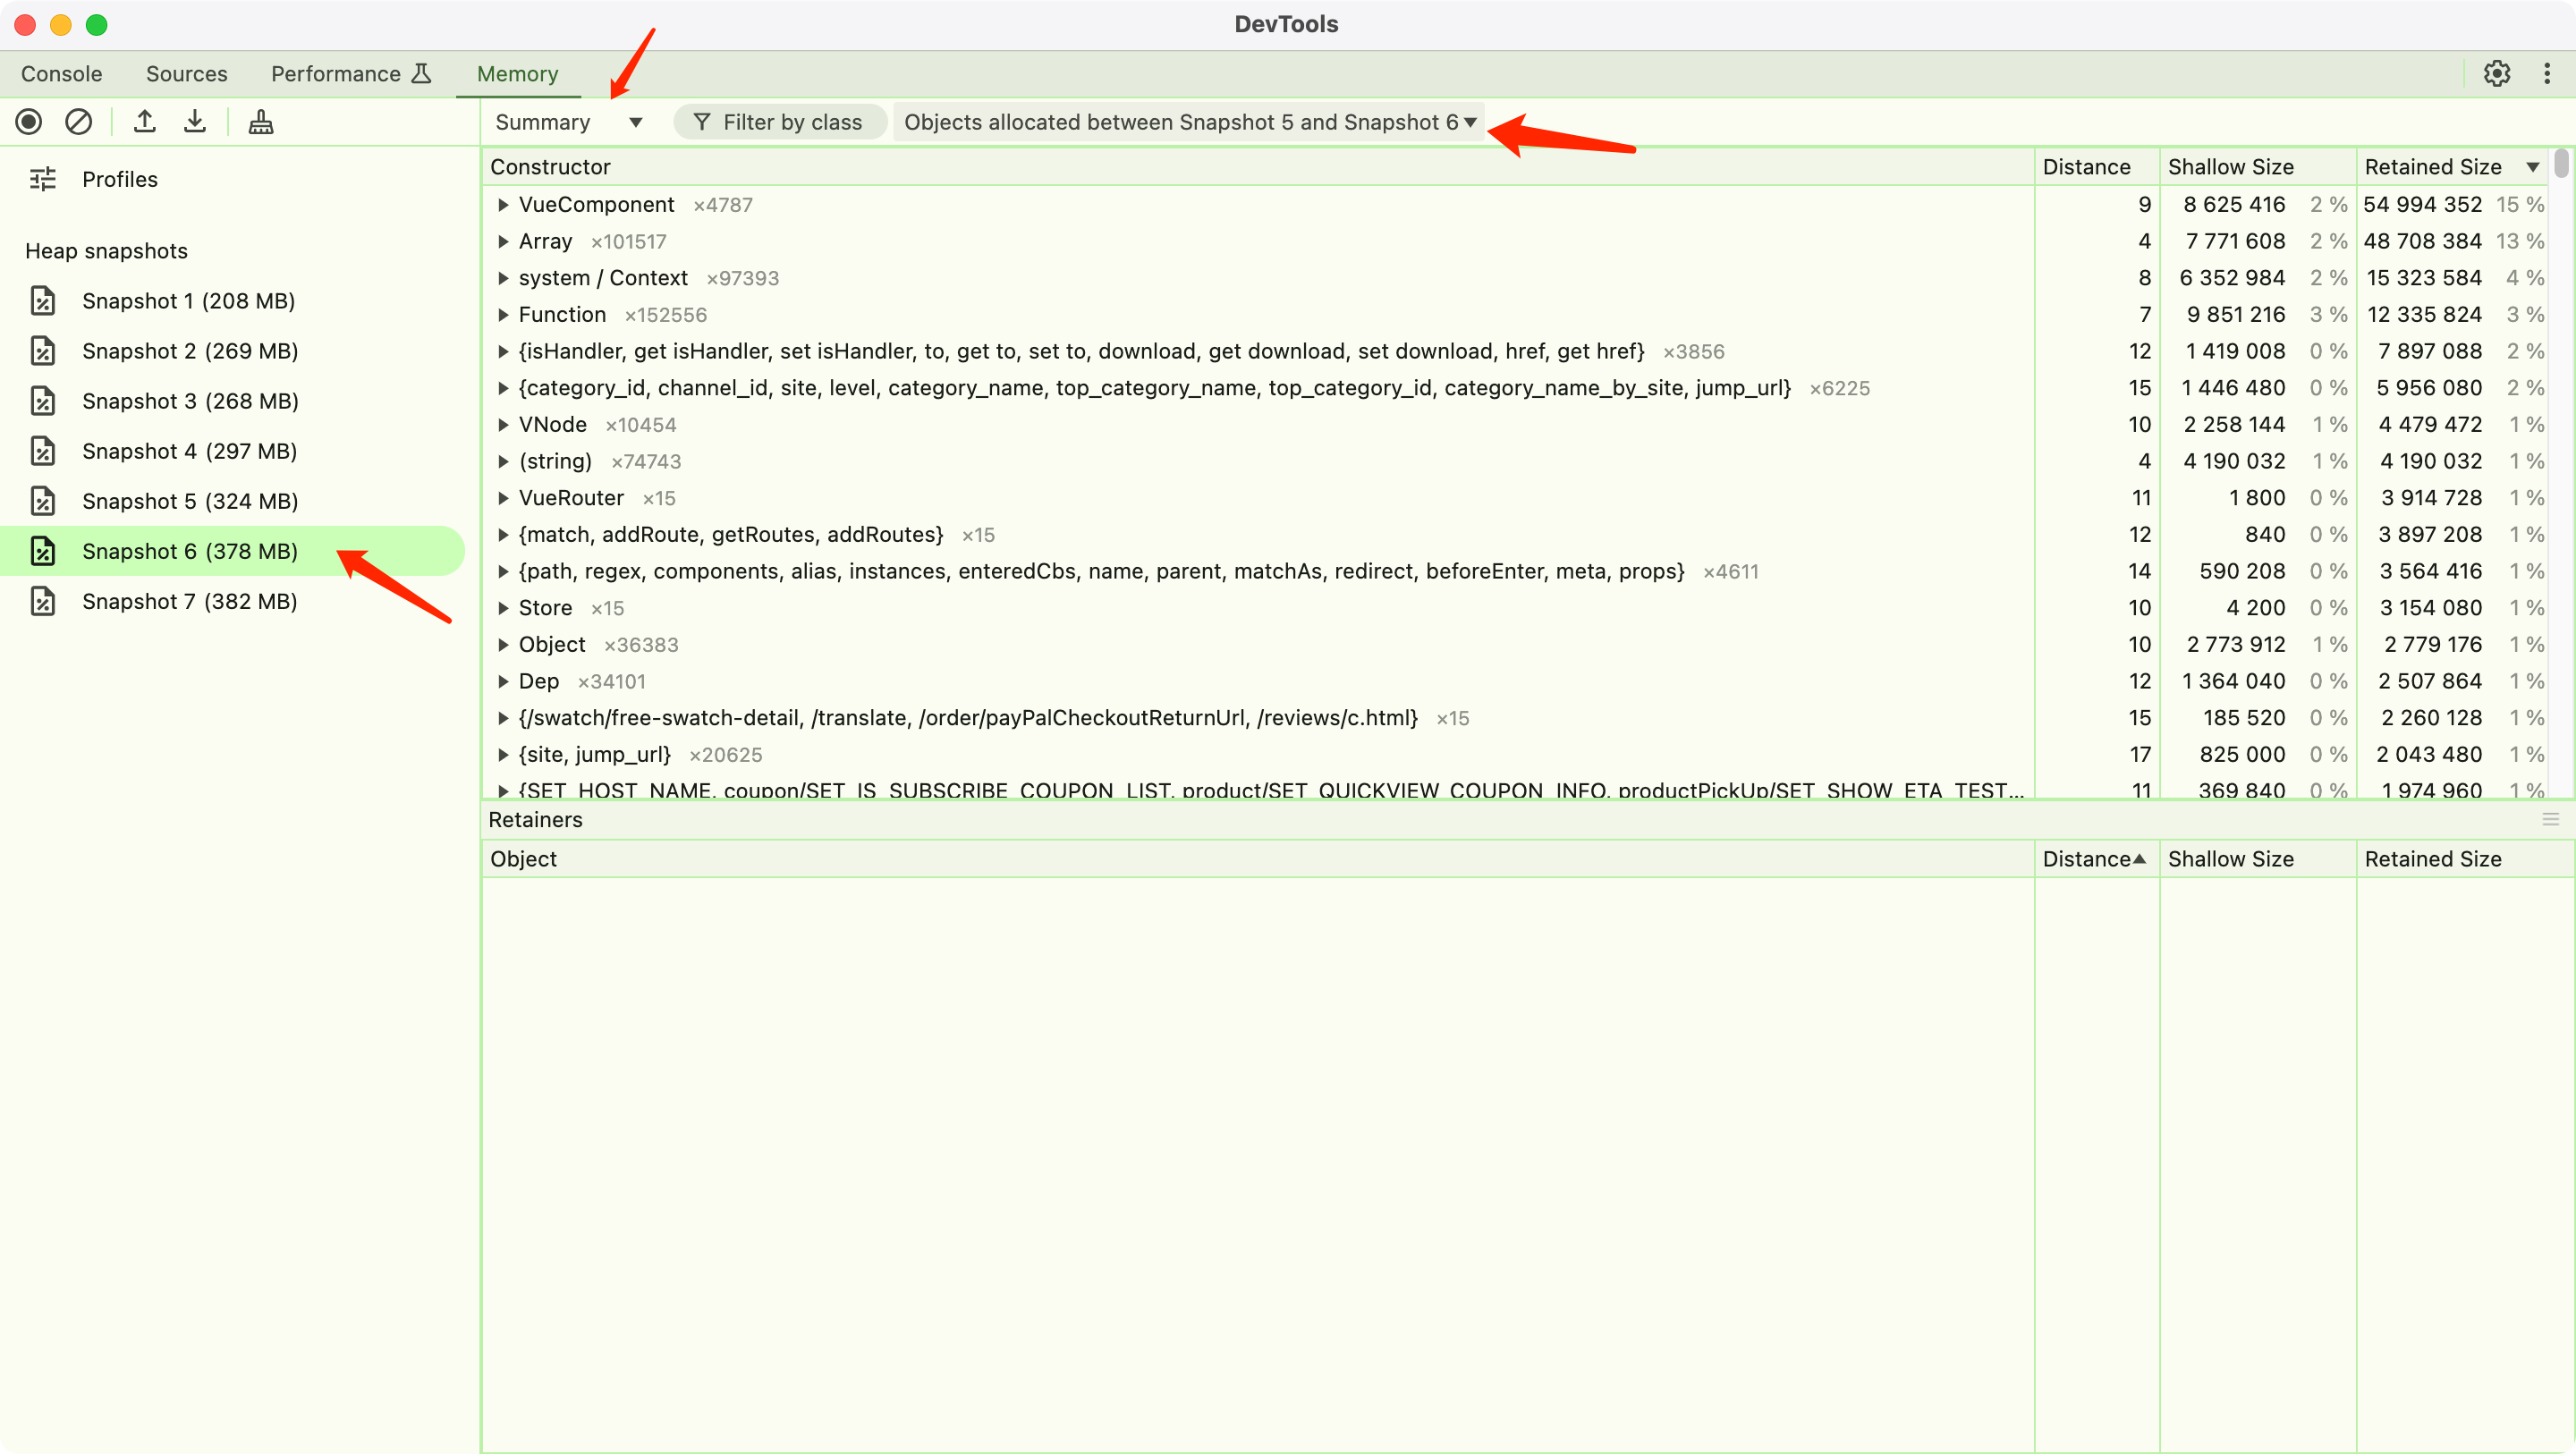 DevTools
Console Sources Performance Memory
Summary ▼ Filter by class Objects allocated between Snapshot 5 and Snapshot 6 ▼
Profiles
Heap snapshots
Snapshot 1 (208 MB)
Snapshot 2 (269 MB)
Snapshot 3 (268 MB)
Snapshot 4 (297 MB)
Snapshot 5 (324 MB)
Snapshot 6 (378 MB)
Snapshot 7 (382 MB)
Constructor Distance Shallow Size Retained Size ▼
VueComponent ×4787 9 8 625 416 2 % 54 994 352 15 %
Array ×101517 4 7 771 608 2 % 48 708 384 13 %
system / Context ×97393 8 6 352 984 2 % 15 323 584 4 %
Function ×152556 7 9 851 216 3 % 12 335 824 3 %
{isHandler, get isHandler, set isHandler, to, get to, set to, download, get download, set download, href, get href} ×3856 12 1 419 008 0 % 7 897 088 2 %
{category_id, channel_id, site, level, category_name, top_category_name, top_category_id, category_name_by_site, jump_url} ×6225 15 1 446 480 0 % 5 956 080 2 %
VNode ×10454 10 2 258 144 1 % 4 479 472 1 %
(string) ×74743 4 4 190 032 1 % 4 190 032 1 %
VueRouter ×15 11 1 800 0 % 3 914 728 1 %
{match, addRoute, getRoutes, addRoutes} ×15 12 840 0 % 3 897 208 1 %
{path, regex, components, alias, instances, enteredCbs, name, parent, matchAs, redirect, beforeEnter, meta, props} ×4611 14 590 208 0 % 3 564 416 1 %
Store ×15 10 4 200 0 % 3 154 080 1 %
Object ×36383 10 2 773 912 1 % 2 779 176 1 %
Dep ×34101 12 1 364 040 0 % 2 507 864 1 %
{/swatch/free-swatch-detail, /translate, /order/payPalCheckoutReturnUrl, /reviews/c.html} ×15 15 185 520 0 % 2 260 128 1 %
{site, jump_url} ×20625 17 825 000 0 % 2 043 480 1 %
{SET_HOST_NAME, coupon/SET_IS_SUBSCRIBE_COUPON_LIST, product/SET_QUICKVIEW_COUPON_INFO, productPickUp/SET_SHOW_ETA_TEST... 11 369 840 0 % 1 974 960 1 %
Retainers
Object Distance▲ Shallow Size Retained Size